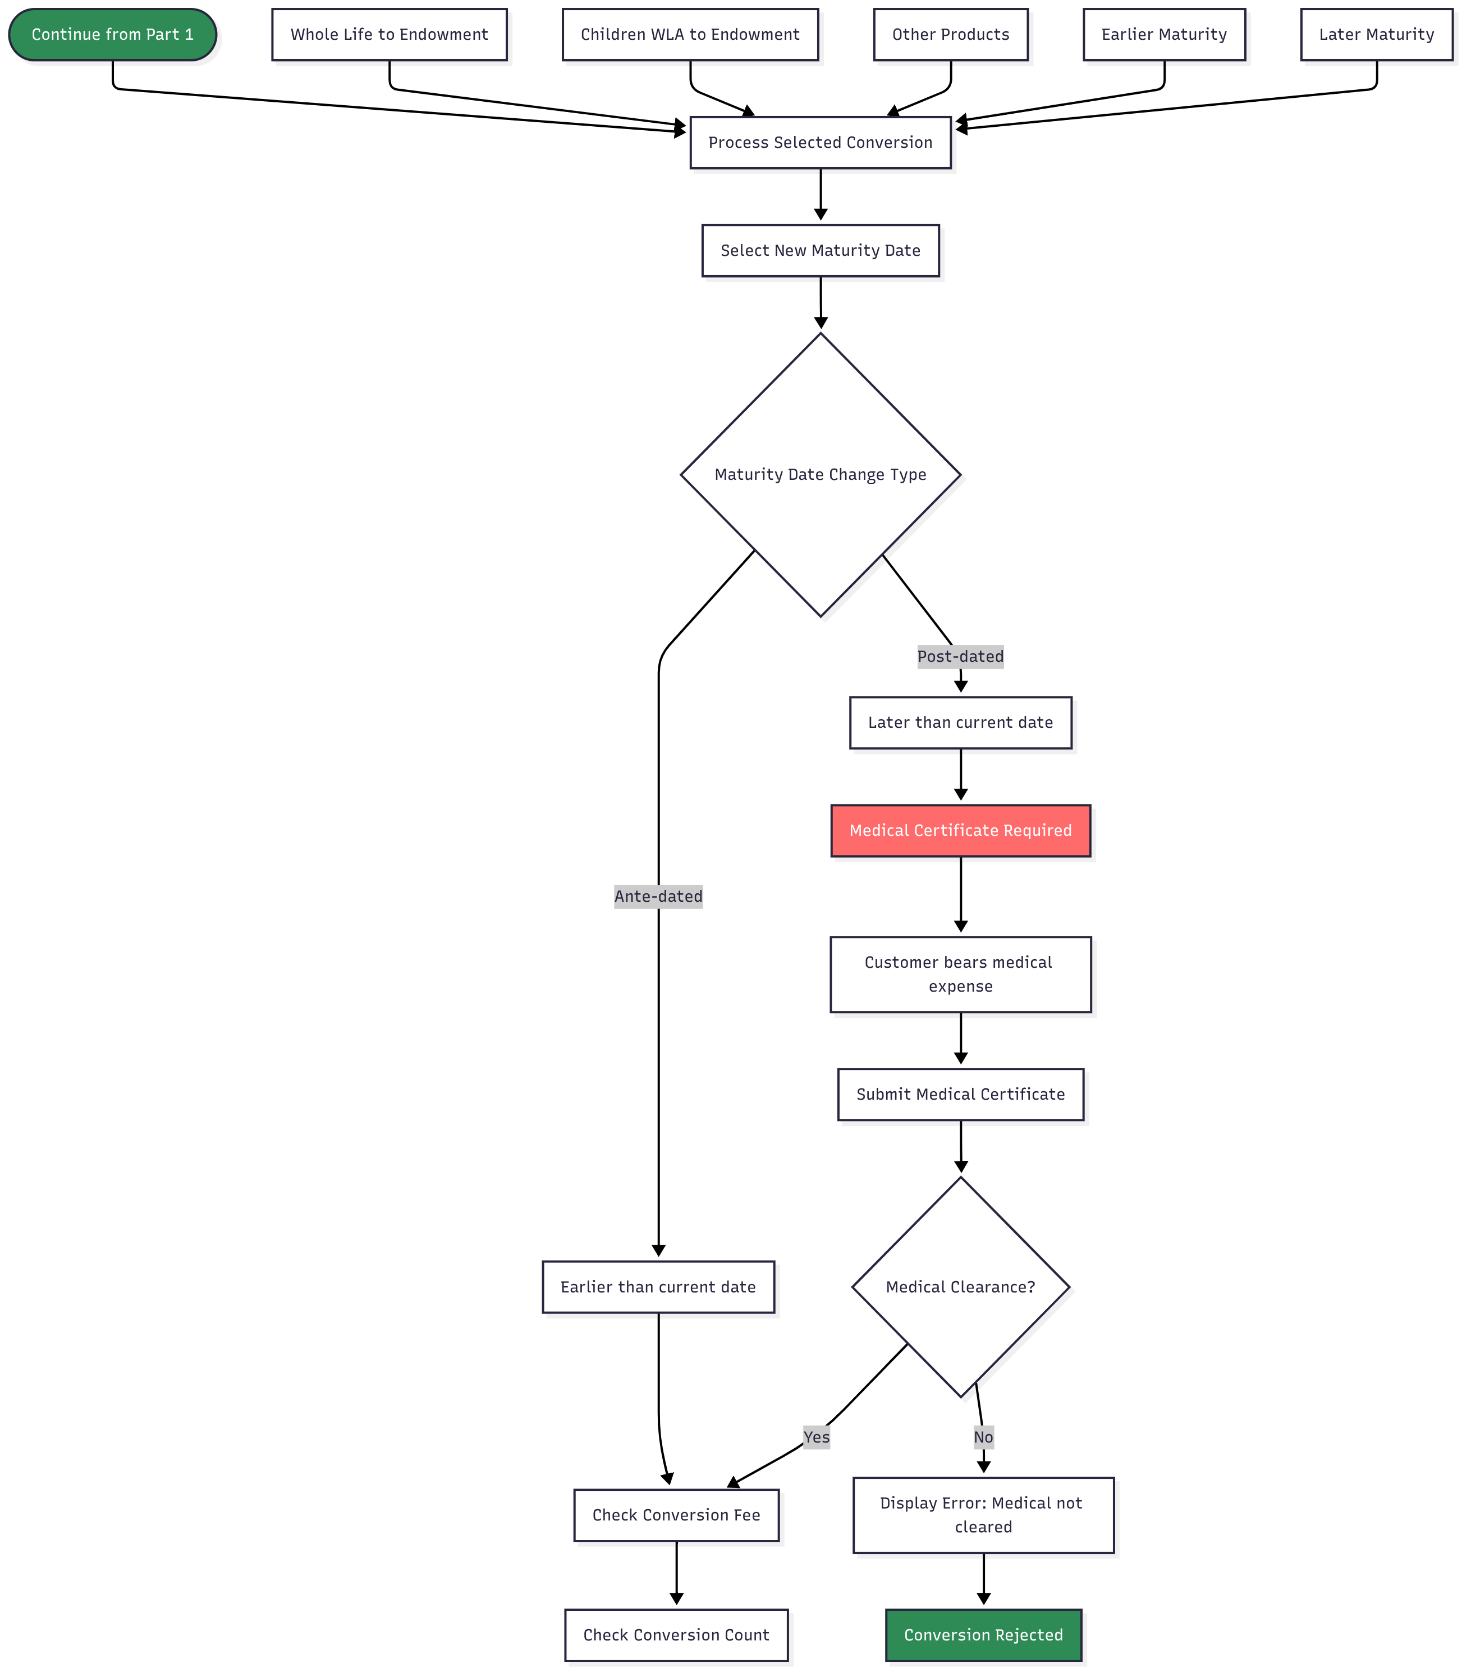 Continue from Part 1
Whole Life to Endowment
Children WLA to Endowment
Other Products
Earlier Maturity
Later Maturity
Process Selected Conversion
Select New Maturity Date
Maturity Date Change Type
Post-dated
Later than current date
Medical Certificate Required
Ante-dated
Customer bears medical
expense
Submit Medical Certificate
Earlier than current date
Medical Clearance?
Yes
No
Check Conversion Fee
Display Error: Medical not
cleared
Check Conversion Count
Conversion Rejected